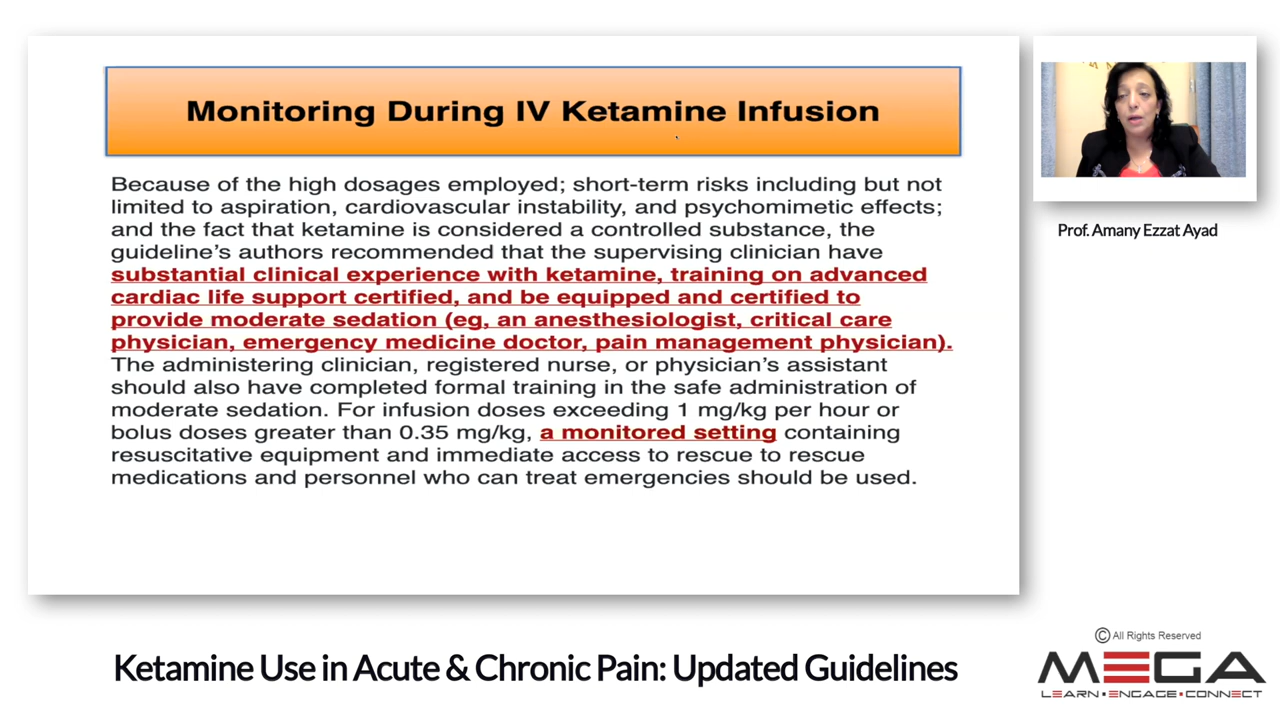 Monitoring During IV Ketamine Infusion
Because of the high dosages employed; short-term risks including but not
limited to aspiration, cardiovascular instability, and psychomimetic effects;
and the fact that ketamine is considered a controlled substance, the
guideline's authors recommended that the supervising clinician have
substantial clinical experience with ketamine, training on advanced
cardiac life support certified, and be equipped and certified to
provide moderate sedation (eg, an anesthesiologist, critical care
physician, emergency medicine doctor, pain management physician).
The administering clinician, registered nurse, or physician's assistant
should also have completed formal training in the safe administration of
moderate sedation. For infusion doses exceeding 1 mg/kg per hour or
bolus doses greater than 0.35 mg/kg, a monitored setting containing
resuscitative equipment and immediate access to rescue to rescue
medications and personnel who can treat emergencies should be used.
Prof. Amany Ezzat Ayad
Ketamine Use in Acute & Chronic Pain: Updated Guidelines
© All Rights Reserved
MEGA
LEARN•ENGAGE•CONNECT